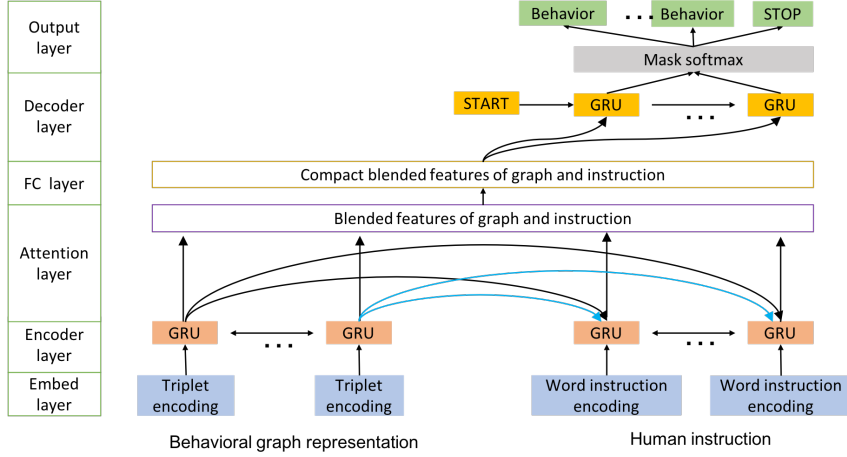 Output
layer
Behavior
...
Behavior
STOP
Mask softmax
Decoder
layer
START
GRU
...
GRU
FC layer
Compact blended features of graph and instruction
Attention
layer
Blended features of graph and instruction
Encoder
layer
GRU
...
GRU
GRU
...
GRU
Embed
layer
Triplet
encoding
Triplet
encoding
Word instruction
encoding
Word instruction
encoding
Behavioral graph representation
Human instruction